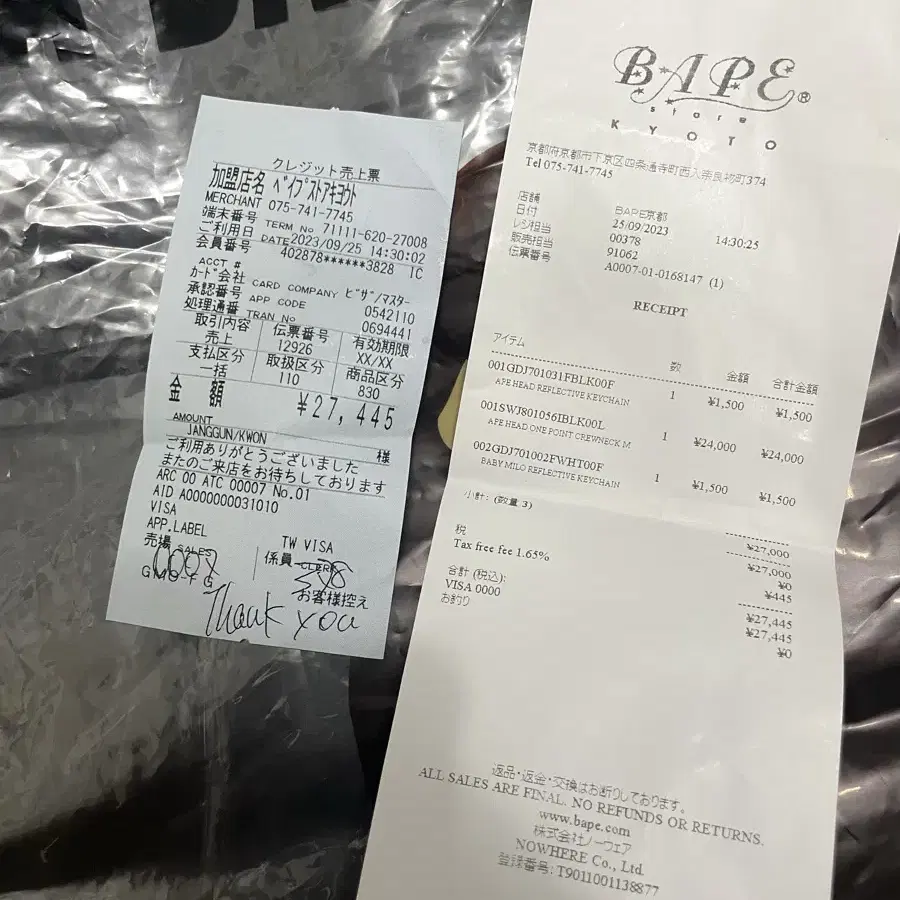 クレジット売上票
加盟店名 ﾍﾞｲﾌﾟｽﾄｱｷｮｳﾄ
MERCHANT 075-741-7745
端末番号 TERM No 71111-620-27008
ご利用日 DATE 2023/09/25 14:30:02
会員番号 402878******3828 IC
ACCT #
ｶｰﾄﾞ会社 CARD COMPANY ﾋﾞｻﾞ/ﾏｽﾀｰ
承認番号 APP CODE 0542110
処理通番 TRAN No 0694441
取引内容 伝票番号 有効期限
売上 12926 XX/XX
支払区分 取扱区分 商品区分
一括 110 830
金 額 ¥27,445
AMOUNT
JANGGUN/KWON 様
ご利用ありがとうございました
またのご来店をお待ちしております
ARC 00 ATC 00007 No.01
AID A0000000031010
VISA
APP.LABEL TW VISA
売場 SALES 係員 CLERK
GMO-FG お客様控え
Thank you
BAPE®
store
KYOTO
京都府京都市下京区四条通寺町西入奈良物町374
Tel 075-741-7745
店舗 BAPE京都
日付 25/09/2023 14:30:25
レジ担当 00378
販売担当 91062
伝票番号 A0007-01-0168147 (1)
RECEIPT
アイテム 数 金額 合計金額
001GDJ701031FBLK00F 1 ¥1,500 ¥1,500
APE HEAD REFLECTIVE KEYCHAIN
001SWJ801056IBLK00L 1 ¥24,000 ¥24,000
APE HEAD ONE POINT CREWNECK M
002GDJ701002FWHT00F 1 ¥1,500 ¥1,500
BABY MILO REFLECTIVE KEYCHAIN
小計: (数量 3) ¥27,000
¥27,000
税 ¥0
Tax free fee 1.65% ¥445
合計 (税込): ¥27,445
VISA 0000 ¥27,445
お釣り ¥0
返品・返金・交換はお断りしております。
ALL SALES ARE FINAL. NO REFUNDS OR RETURNS.
www.bape.com
株式会社ノーウェア
NOWHERE Co., Ltd.
登録番号: T9011001138877